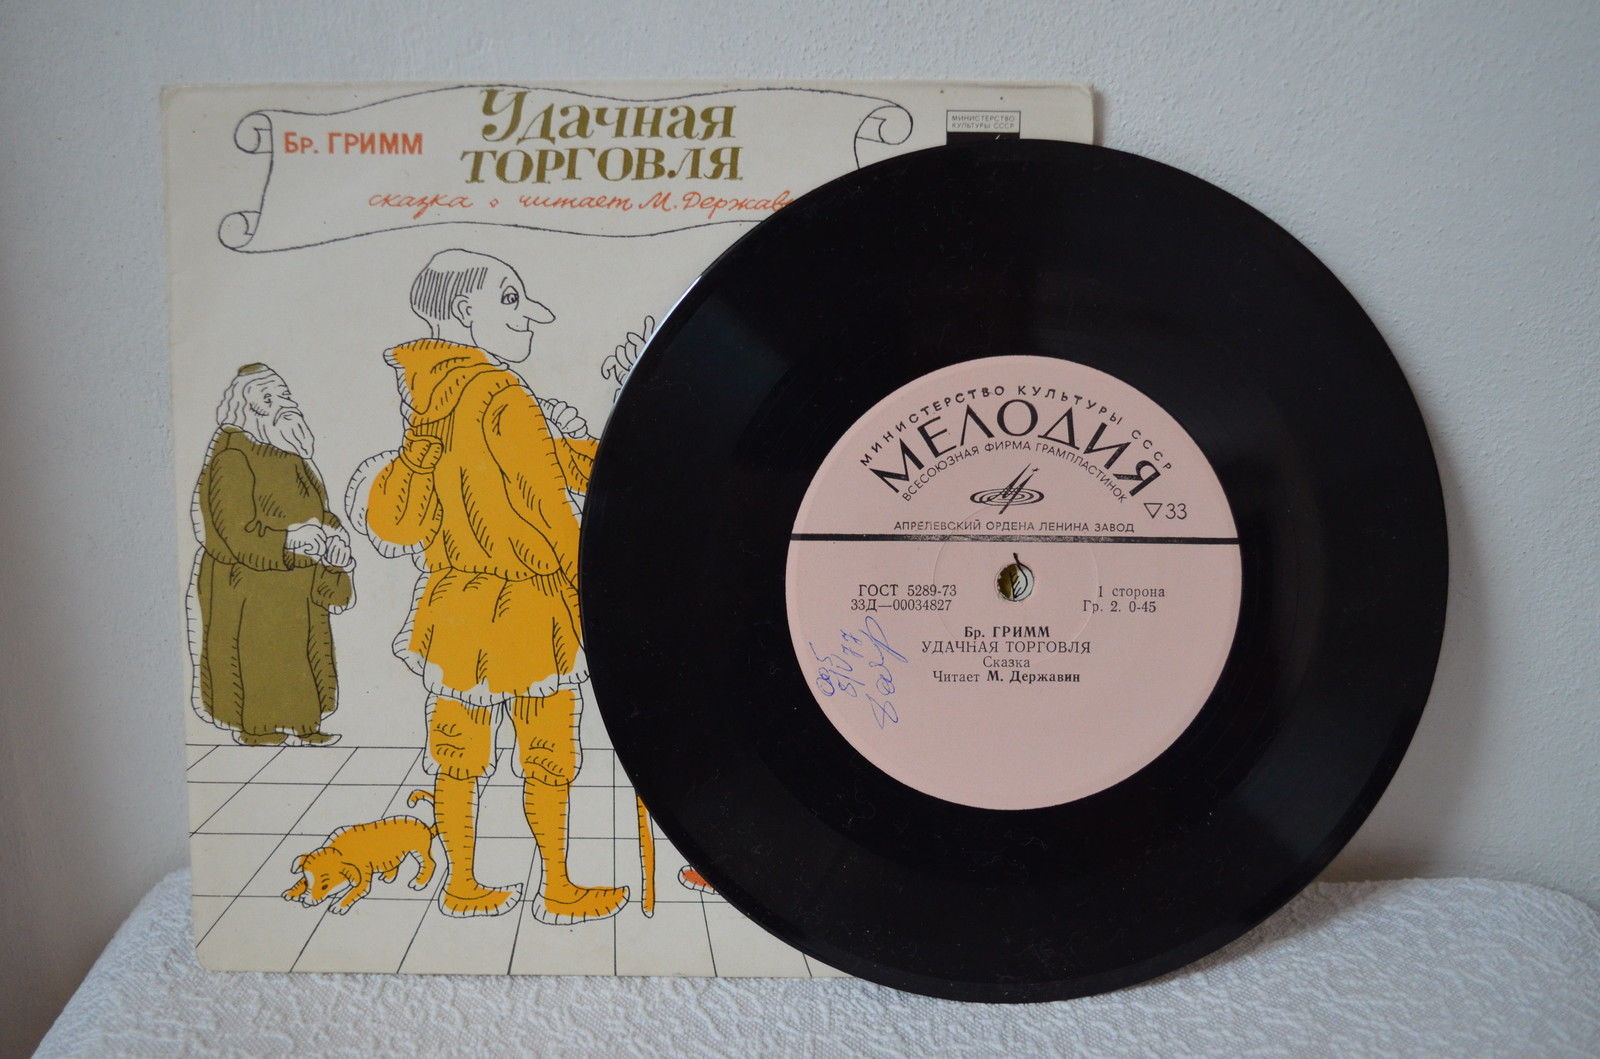 Бр. ГРИММ
Удачная
ТОРГОВЛЯ
сказка читает М. Держав
МИНИСТЕРСТВО
КУЛЬТУРЫ СССР
МИНИСТЕРСТВО КУЛЬТУРЫ СССР
МЕЛОДИЯ
ВСЕСОЮЗНАЯ ФИРМА ГРАМПЛАСТИНОК
▽33
АПРЕЛЕВСКИЙ ОРДЕНА ЛЕНИНА ЗАВОД
ГОСТ 5289-73
33Д—00034827
1 сторона
Гр. 2. 0-45
Бр. ГРИММ
УДАЧНАЯ ТОРГОВЛЯ
Сказка
Читает М. Державин